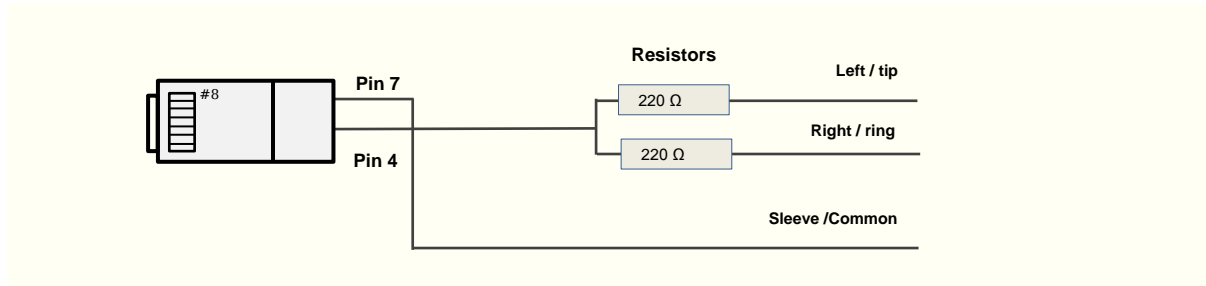 Resistors
Left / tip
#8
Pin 7
220 Ω
Right / ring
Pin 4
220 Ω
Sleeve /Common